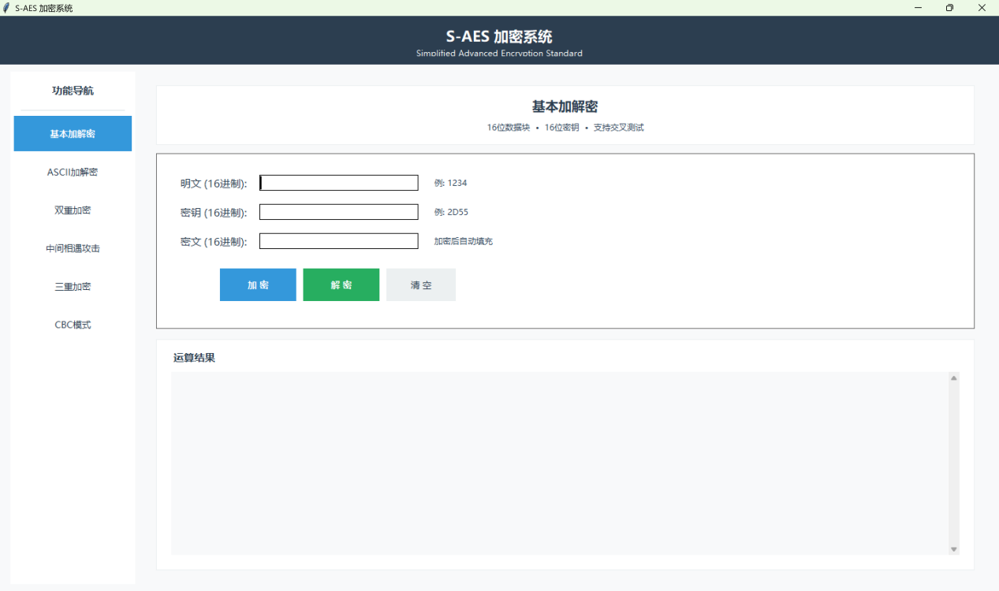 S-AES 加密系统
S-AES 加密系统
Simplified Advanced Encryption Standard
功能导航
基本加解密
ASCII加解密
双重加密
中间相遇攻击
三重加密
CBC模式
基本加解密
16位数据块 • 16位密钥 • 支持交叉测试
明文 (16进制): 例: 1234
密钥 (16进制): 例: 2D55
密文 (16进制): 加密后自动填充
加 密 解 密 清 空
运算结果